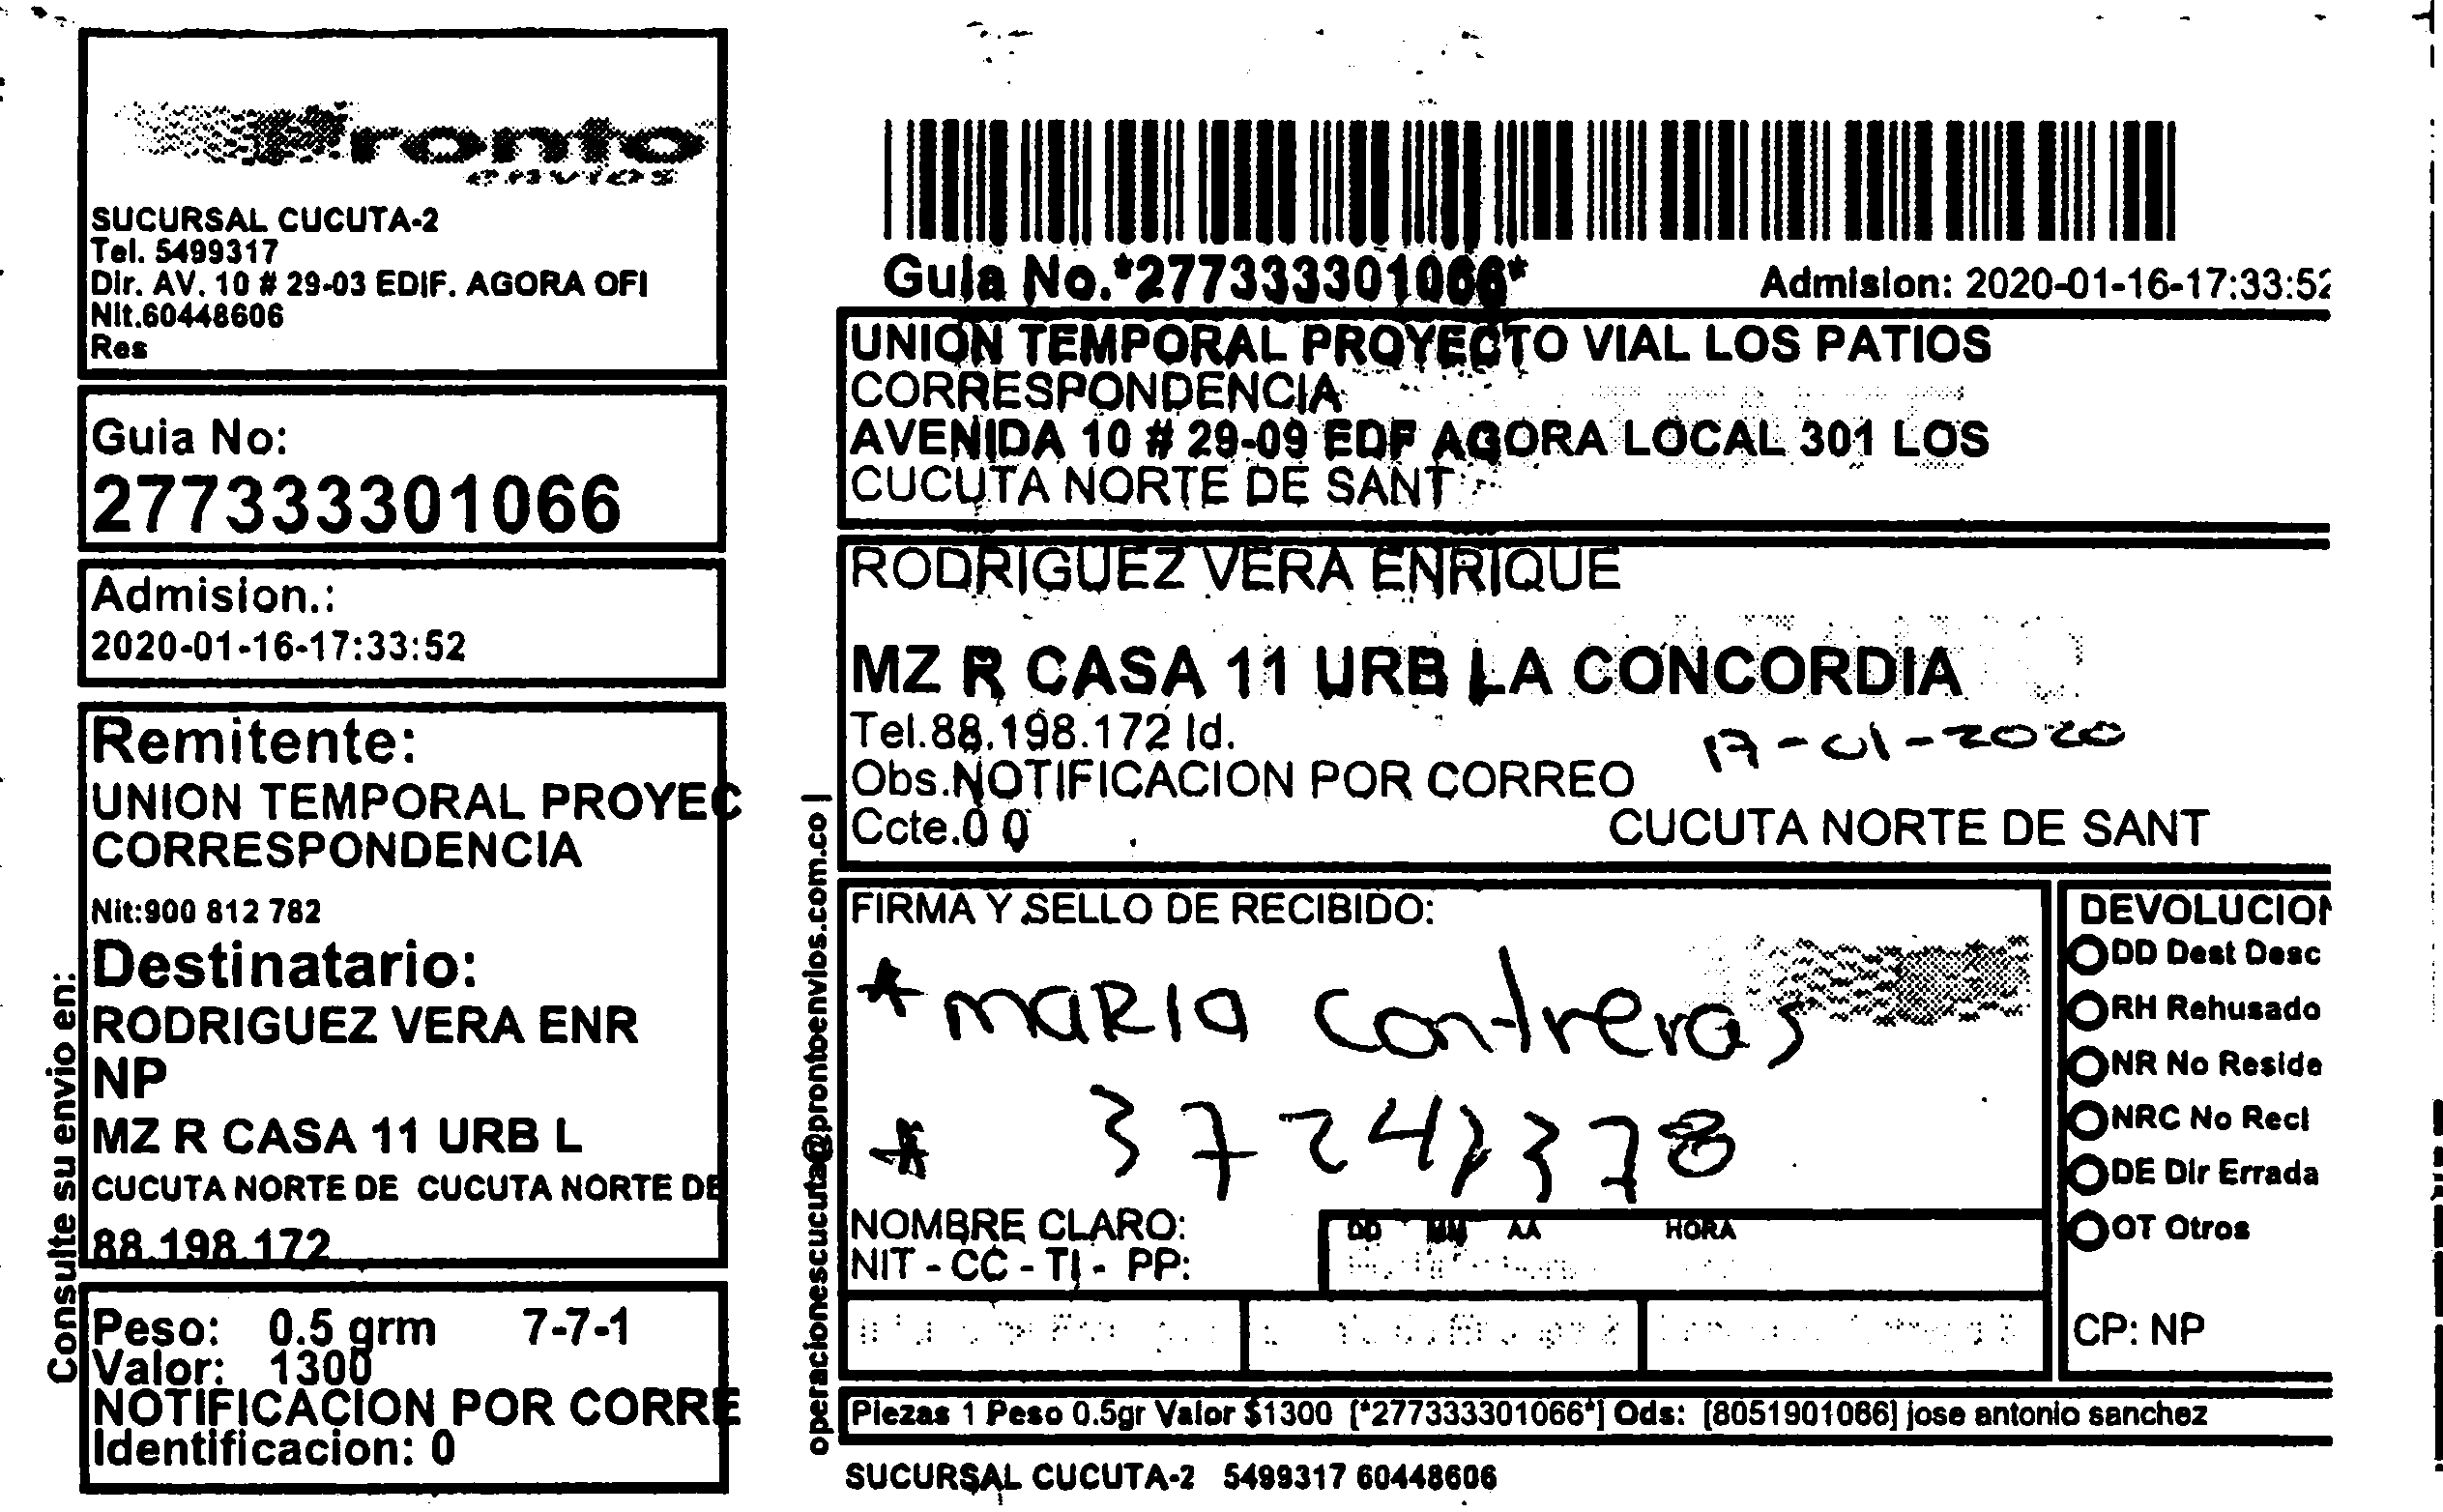 Pronto
envios
SUCURSAL CUCUTA-2
Tel. 5499317
Dir. AV. 10 # 29-03 EDIF. AGORA OFI
Nit.60448606
Res
Guia No:
277333301066
Admision.:
2020-01-16-17:33:52
Remitente:
UNION TEMPORAL PROYEC
CORRESPONDENCIA
Nit:900 812 782
Destinatario:
RODRIGUEZ VERA ENR
NP
MZ R CASA 11 URB L
CUCUTA NORTE DE CUCUTA NORTE DE
88.198.172
Peso: 0.5 grm 7-7-1
Valor: 1300
NOTIFICACION POR CORRE
Identificacion: 0
Consulte su envio en:
operacionescucuta@prontoenvios.com.co |
Guia No.*277333301066*
Admision: 2020-01-16-17:33:52
UNION TEMPORAL PROYECTO VIAL LOS PATIOS
CORRESPONDENCIA
AVENIDA 10 # 29-09 EDF AGORA LOCAL 301 LOS
CUCUTA NORTE DE SANT
RODRIGUEZ VERA ENRIQUE
MZ R CASA 11 URB LA CONCORDIA
Tel.88.198.172 Id.
17-01-2020
Obs.NOTIFICACION POR CORREO
Ccte.0 0
CUCUTA NORTE DE SANT
FIRMA Y SELLO DE RECIBIDO:
* maRIa contreras
*
NOMBRE CLARO:
NIT - CC - TI - PP:
DD MM AA HORA
DEVOLUCION
DD Dest Desc
RH Rehusado
NR No Reside
NRC No Recl
DE Dir Errada
OT Otros
CP: NP
Piezas 1 Peso 0.5gr Valor $1300 [*277333301066*] Ods: [8051901066] jose antonio sanchez
SUCURSAL CUCUTA-2 5499317 60448606